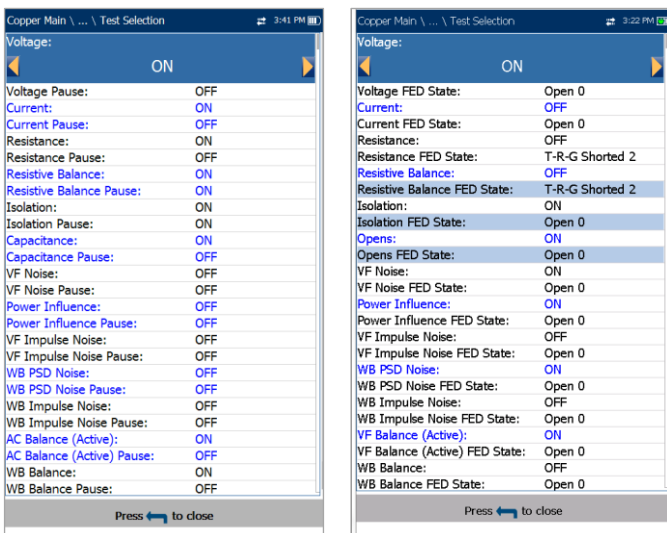 Copper Main \ ... \ Test Selection 3:41 PM
Voltage:
ON
Voltage Pause: OFF
Current: ON
Current Pause: OFF
Resistance: ON
Resistance Pause: OFF
Resistive Balance: ON
Resistive Balance Pause: ON
Isolation: ON
Isolation Pause: ON
Capacitance: ON
Capacitance Pause: OFF
VF Noise: OFF
VF Noise Pause: OFF
Power Influence: OFF
Power Influence Pause: OFF
VF Impulse Noise: OFF
VF Impulse Noise Pause: OFF
WB PSD Noise: OFF
WB PSD Noise Pause: OFF
WB Impulse Noise: OFF
WB Impulse Noise Pause: OFF
AC Balance (Active): ON
AC Balance (Active) Pause: OFF
WB Balance: ON
WB Balance Pause: OFF
Press to close
Copper Main \ ... \ Test Selection 3:22 PM
Voltage:
ON
Voltage FED State: Open 0
Current: OFF
Current FED State: Open 0
Resistance: OFF
Resistance FED State: T-R-G Shorted 2
Resistive Balance: OFF
Resistive Balance FED State: T-R-G Shorted 2
Isolation: ON
Isolation FED State: Open 0
Opens: ON
Opens FED State: Open 0
VF Noise: ON
VF Noise FED State: Open 0
Power Influence: ON
Power Influence FED State: Open 0
VF Impulse Noise: OFF
VF Impulse Noise FED State: Open 0
WB PSD Noise: ON
WB PSD Noise FED State: Open 0
WB Impulse Noise: OFF
WB Impulse Noise FED State: Open 0
VF Balance (Active): ON
VF Balance (Active) FED State: Open 0
WB Balance: OFF
WB Balance FED State: Open 0
Press to close